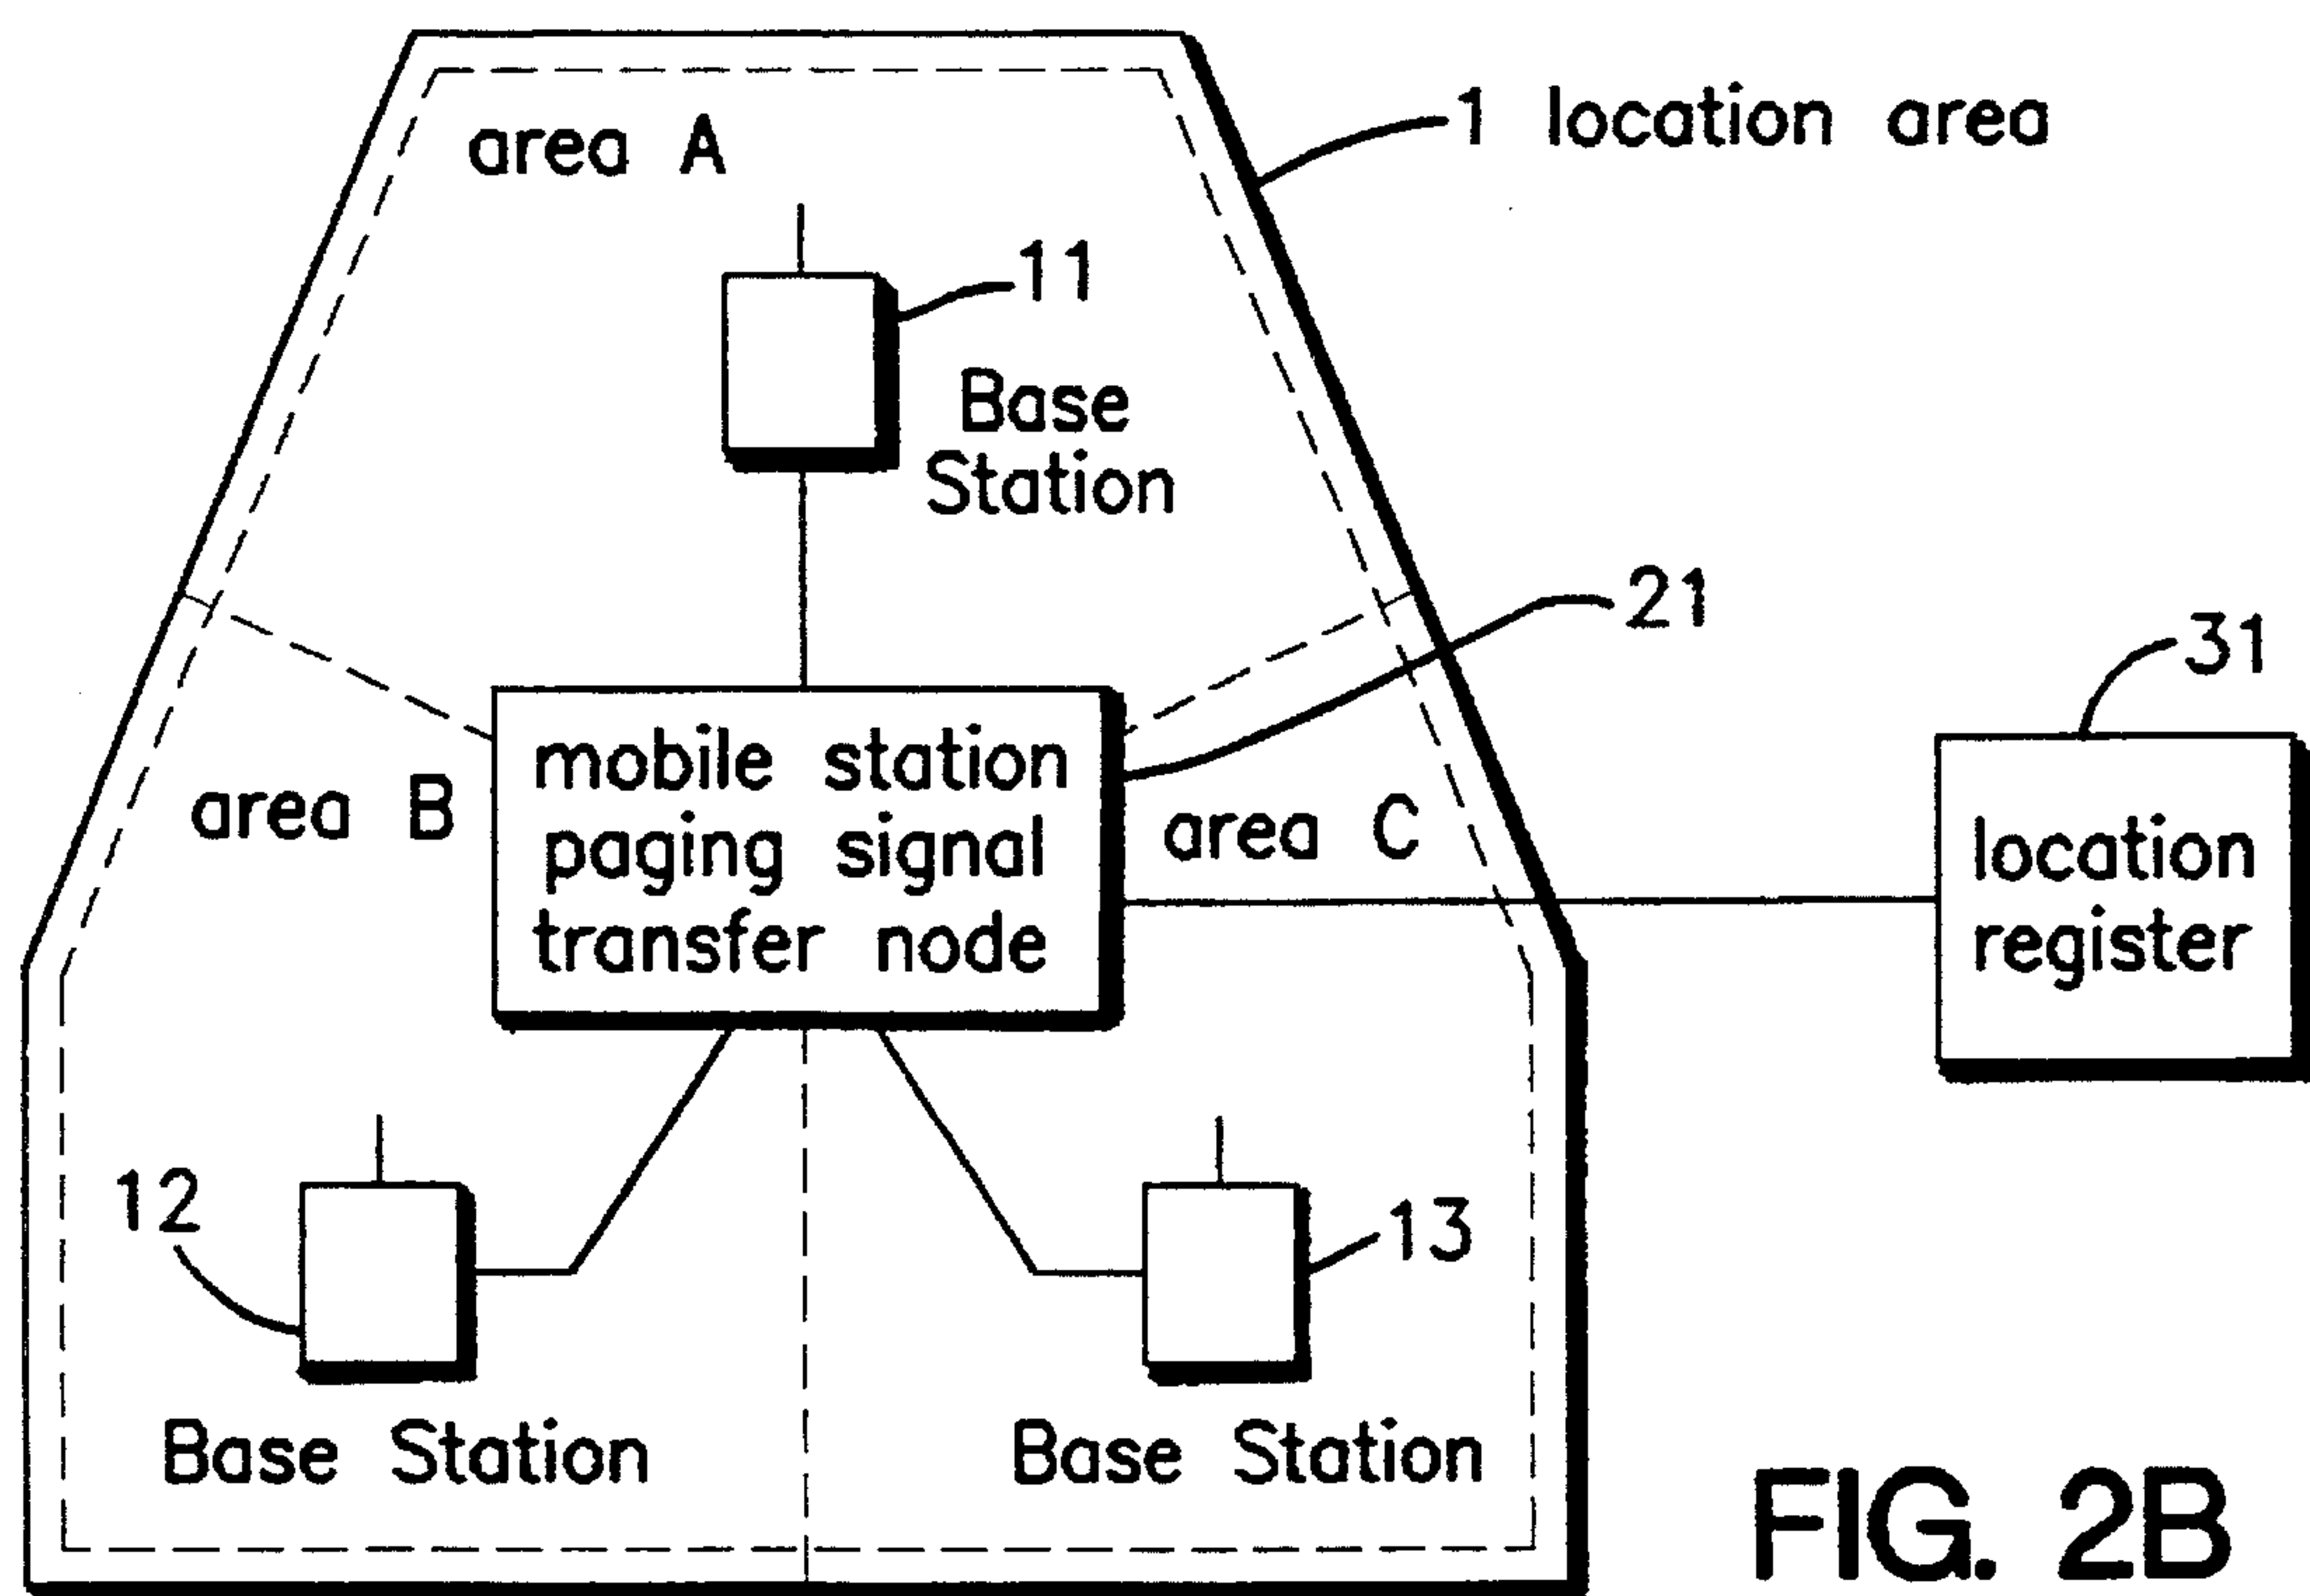 area A
1 location area
11
Base
Station
21
31
area B
mobile station
paging signal
transfer node
area C
location
register
12
13
Base Station
Base Station
FIG. 2B